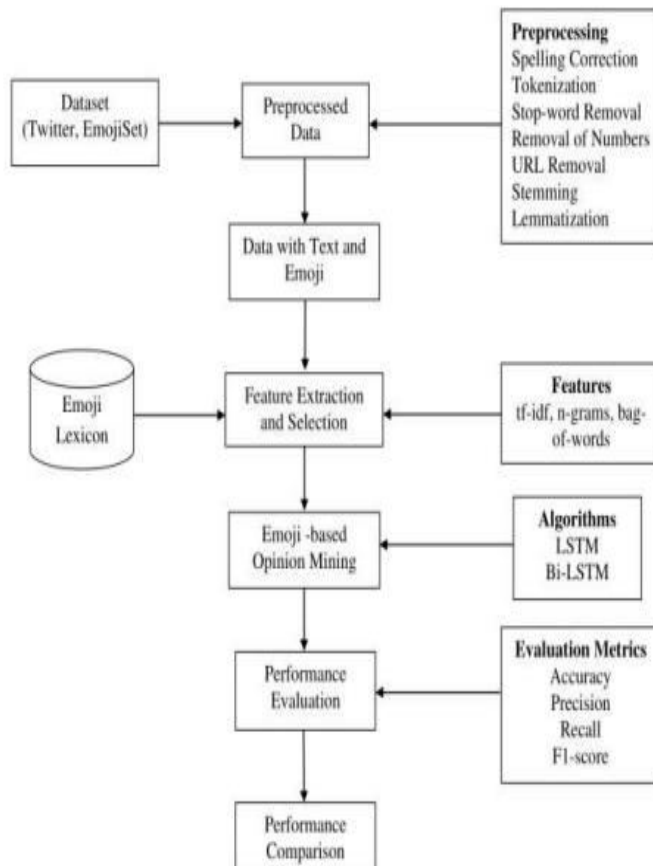 Dataset
(Twitter, EmojiSet)
Preprocessed
Data
Preprocessing
Spelling Correction
Tokenization
Stop-word Removal
Removal of Numbers
URL Removal
Stemming
Lemmatization
Data with Text and
Emoji
Emoji
Lexicon
Feature Extraction
and Selection
Features
tf-idf, n-grams, bag-
of-words
Emoji -based
Opinion Mining
Algorithms
LSTM
Bi-LSTM
Performance
Evaluation
Evaluation Metrics
Accuracy
Precision
Recall
F1-score
Performance
Comparison